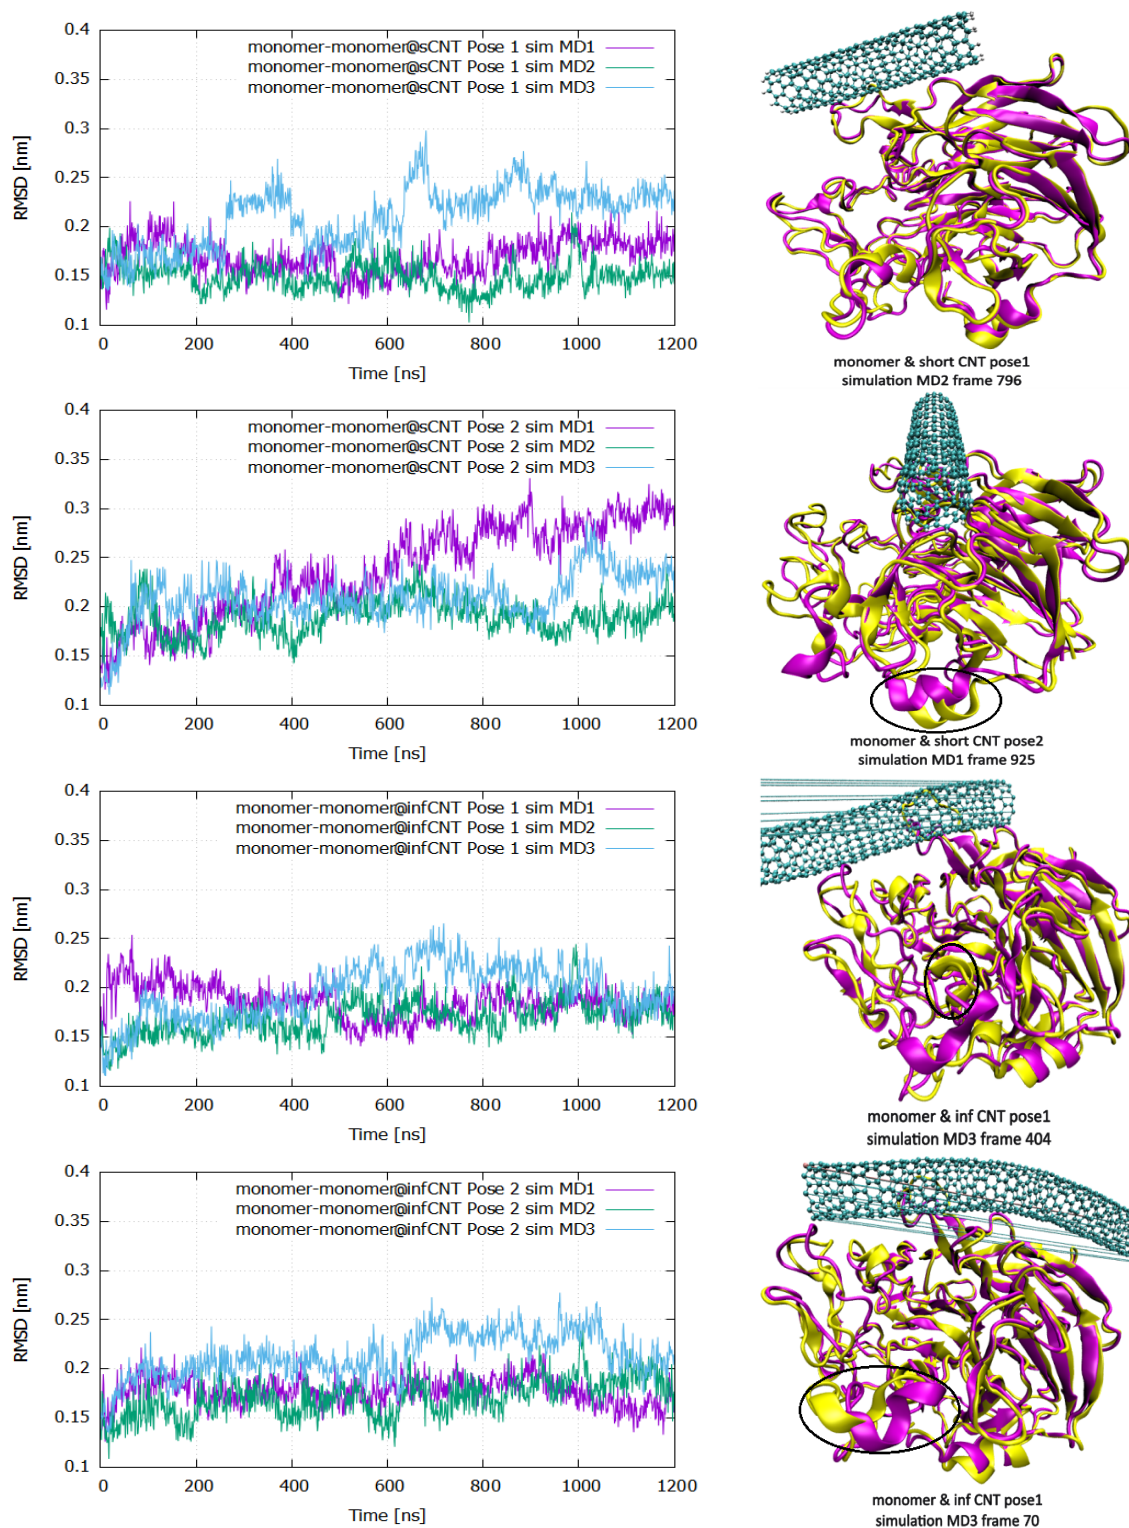 monomer-monomer@sCNT Pose 1 sim MD1
monomer-monomer@sCNT Pose 1 sim MD2
monomer-monomer@sCNT Pose 1 sim MD3
0.4
0.35
0.3
0.25
0.2
0.15
0.1
RMSD [nm]
0 200 400 600 800 1000 1200
Time [ns]
monomer & short CNT pose1
simulation MD2 frame 796
monomer-monomer@sCNT Pose 2 sim MD1
monomer-monomer@sCNT Pose 2 sim MD2
monomer-monomer@sCNT Pose 2 sim MD3
0.4
0.35
0.3
0.25
0.2
0.15
0.1
RMSD [nm]
0 200 400 600 800 1000 1200
Time [ns]
monomer & short CNT pose2
simulation MD1 frame 925
monomer-monomer@infCNT Pose 1 sim MD1
monomer-monomer@infCNT Pose 1 sim MD2
monomer-monomer@infCNT Pose 1 sim MD3
0.4
0.35
0.3
0.25
0.2
0.15
0.1
RMSD [nm]
0 200 400 600 800 1000 1200
Time [ns]
monomer & inf CNT pose1
simulation MD3 frame 404
monomer-monomer@infCNT Pose 2 sim MD1
monomer-monomer@infCNT Pose 2 sim MD2
monomer-monomer@infCNT Pose 2 sim MD3
0.4
0.35
0.3
0.25
0.2
0.15
0.1
RMSD [nm]
0 200 400 600 800 1000 1200
Time [ns]
monomer & inf CNT pose1
simulation MD3 frame 70